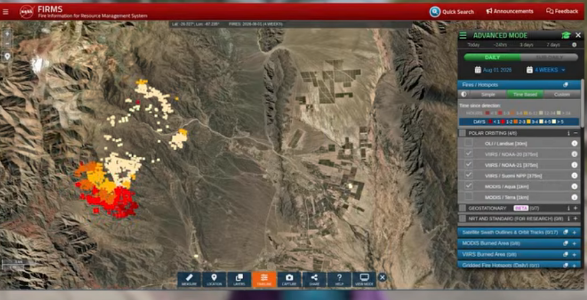 NASA
FIRMS
Fire Information for Resource Management System
Quick Search
Announcements
Feedback
ADVANCED MODE
Today
-24hrs
3 days
7 days
DAILY
4 WEEKS
Fires / Hotspots
Simple
Time Based
Custom
Time since detection:
DAYS
POLAR ORBITING
OLI / Landsat [30m]
VIIRS / NOAA-20 [375m]
VIIRS / NOAA-21 [375m]
VIIRS / Suomi NPP [375m]
MODIS / Aqua [1km]
MODIS / Terra [1km]
GEOSTATIONARY BETA
NRT AND STANDARD (FOR RESEARCH)
Satellite Swath Outlines & Orbit Tracks
MODIS Burned Area
VIIRS Burned Area
Gridded Fire/Hotspots (Daily)
MEASURE
LOCATION
LAYERS
TIMELINE
CAPTURE
SHARE
HELP
VIEW MODE